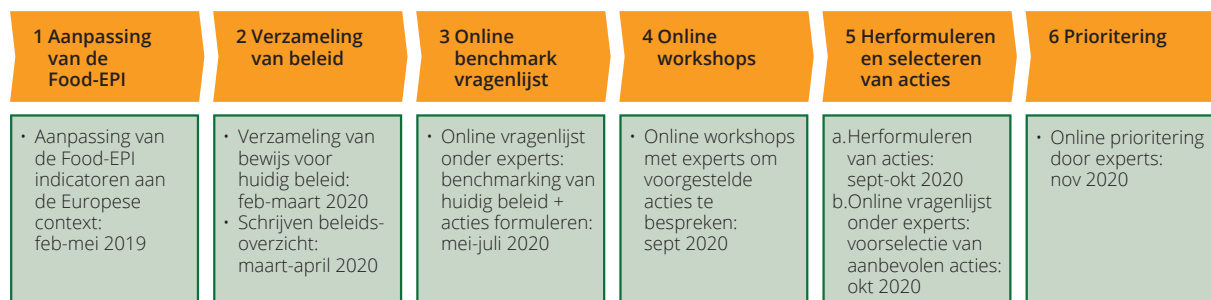 1 Aanpassing
van de
Food-EPI
2 Verzameling
van beleid
3 Online
benchmark
vragenlijst
4 Online
workshops
5 Herformuleren
en selecteren
van acties
6 Prioritering
• Aanpassing van
de Food-EPI
indicatoren aan
de Europese
context:
feb-mei 2019
• Verzameling van
bewijs voor
huidig beleid:
feb-maart 2020
• Schrijven beleids-
overzicht:
maart-april 2020
• Online vragenlijst
onder experts:
benchmarking van
huidig beleid +
acties formuleren:
mei-juli 2020
• Online workshops
met experts om
voorgestelde
acties te
bespreken:
sept 2020
a.Herformuleren
van acties:
sept-okt 2020
b.Online vragenlijst
onder experts:
voorselectie van
aanbevolen acties:
okt 2020
• Online prioritering
door experts:
nov 2020